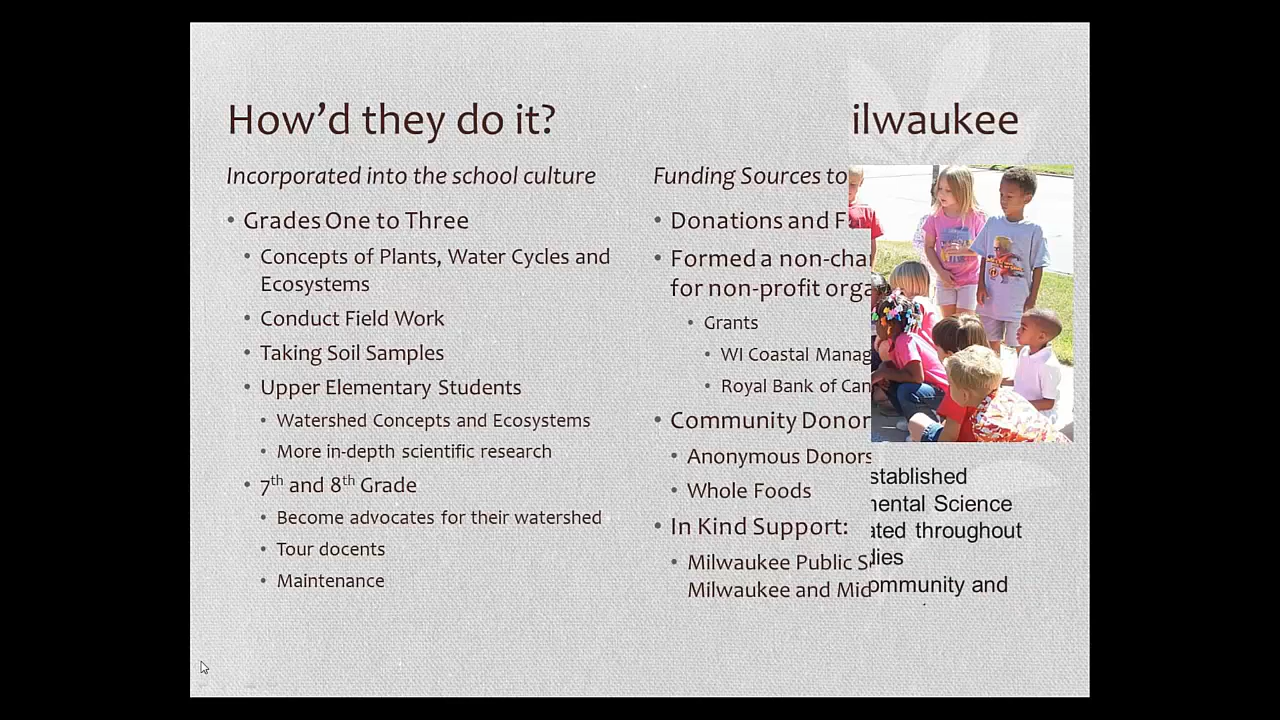 How'd they do it?
ilwaukee
Incorporated into the school culture
• Grades One to Three
• Concepts of Plants, Water Cycles and
Ecosystems
• Conduct Field Work
• Taking Soil Samples
• Upper Elementary Students
• Watershed Concepts and Ecosystems
• More in-depth scientific research
• 7th and 8th Grade
• Become advocates for their watershed
• Tour docents
• Maintenance
Funding Sources to
• Donations and F
• Formed a non-cha
for non-profit orga
• Grants
• WI Coastal Manag
• Royal Bank of Can
• Community Donor
• Anonymous Donors
• Whole Foods
• In Kind Support:
• Milwaukee Public S
Milwaukee and Mid
stablished
mental Science
ated throughout
dies
ommunity and